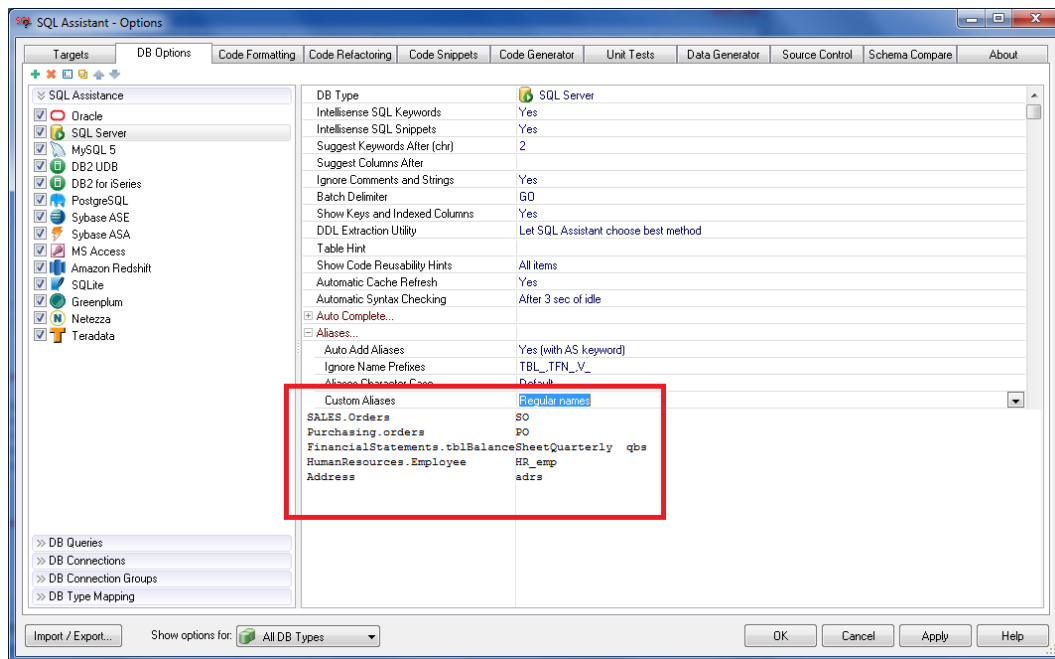 SQL Assistant - Options
Targets DB Options Code Formatting Code Refactoring Code Snippets Code Generator Unit Tests Data Generator Source Control Schema Compare About
SQL Assistance
Oracle
SQL Server
MySQL 5
DB2 UDB
DB2 for iSeries
PostgreSQL
Sybase ASE
Sybase ASA
MS Access
Amazon Redshift
SQLite
Greenplum
Netezza
Teradata
DB Queries
DB Connections
DB Connection Groups
DB Type Mapping
DB Type SQL Server
Intellisense SQL Keywords Yes
Intellisense SQL Snippets Yes
Suggest Keywords After (chr) 2
Suggest Columns After
Ignore Comments and Strings Yes
Batch Delimiter GO
Show Keys and Indexed Columns Yes
DDL Extraction Utility Let SQL Assistant choose best method
Table Hint
Show Code Reusability Hints All items
Automatic Cache Refresh Yes
Automatic Syntax Checking After 3 sec of idle
Auto Complete...
Aliases...
Auto Add Aliases Yes (with AS keyword)
Ignore Name Prefixes TBL_,TFN_,V_
Aliases Character Case Default
Custom Aliases Regular names
SALES.Orders SO
Purchasing.orders PO
FinancialStatements.tblBalanceSheetQuarterly qbs
HumanResources.Employee HR_emp
Address adrs
Import / Export... Show options for: All DB Types OK Cancel Apply Help